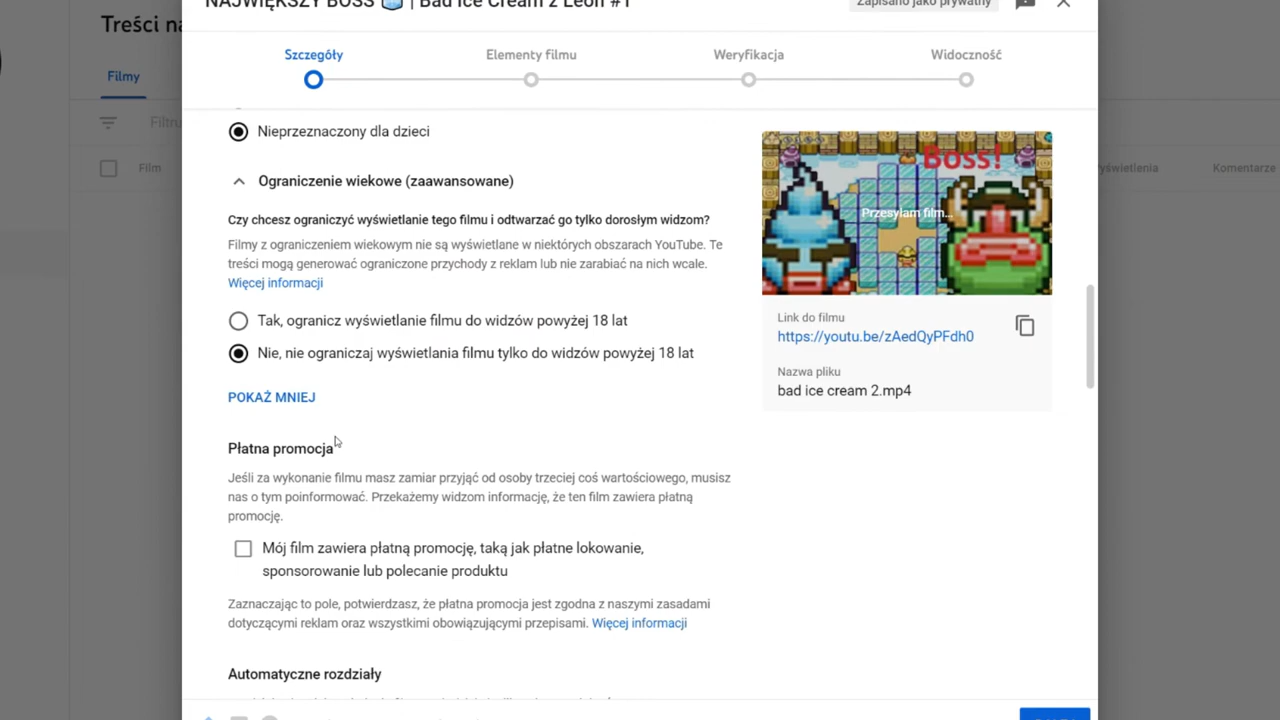 NAJWIĘKSZY BOSS 🧊 | Bad Ice Cream 2 Leon #1
Zapisano jako prywatny
Treści na
Szczegóły
Elementy filmu
Weryfikacja
Widoczność
Filmy
Filtru
Film
yświetlenia
Komentarze
Nieprzeznaczony dla dzieci
Ograniczenie wiekowe (zaawansowane)
Czy chcesz ograniczyć wyświetlanie tego filmu i odtwarzać go tylko dorosłym widzom?
Filmy z ograniczeniem wiekowym nie są wyświetlane w niektórych obszarach YouTube. Te
treści mogą generować ograniczone przychody z reklam lub nie zarabiać na nich wcale.
Więcej informacji
Tak, ogranicz wyświetlanie filmu do widzów powyżej 18 lat
Nie, nie ograniczaj wyświetlania filmu tylko do widzów powyżej 18 lat
POKAŻ MNIEJ
Boss!
Przesyłam film...
Link do filmu
https://youtu.be/zAedQyPFdh0
Nazwa pliku
bad ice cream 2.mp4
Płatna promocja
Jeśli za wykonanie filmu masz zamiar przyjąć od osoby trzeciej coś wartościowego, musisz
nas o tym poinformować. Przekażemy widzom informację, że ten film zawiera płatną
promocję.
Mój film zawiera płatną promocję, taką jak płatne lokowanie,
sponsorowanie lub polecanie produktu
Zaznaczając to pole, potwierdzasz, że płatna promocja jest zgodna z naszymi zasadami
dotyczącymi reklam oraz wszystkimi obowiązującymi przepisami. Więcej informacji
Automatyczne rozdziały